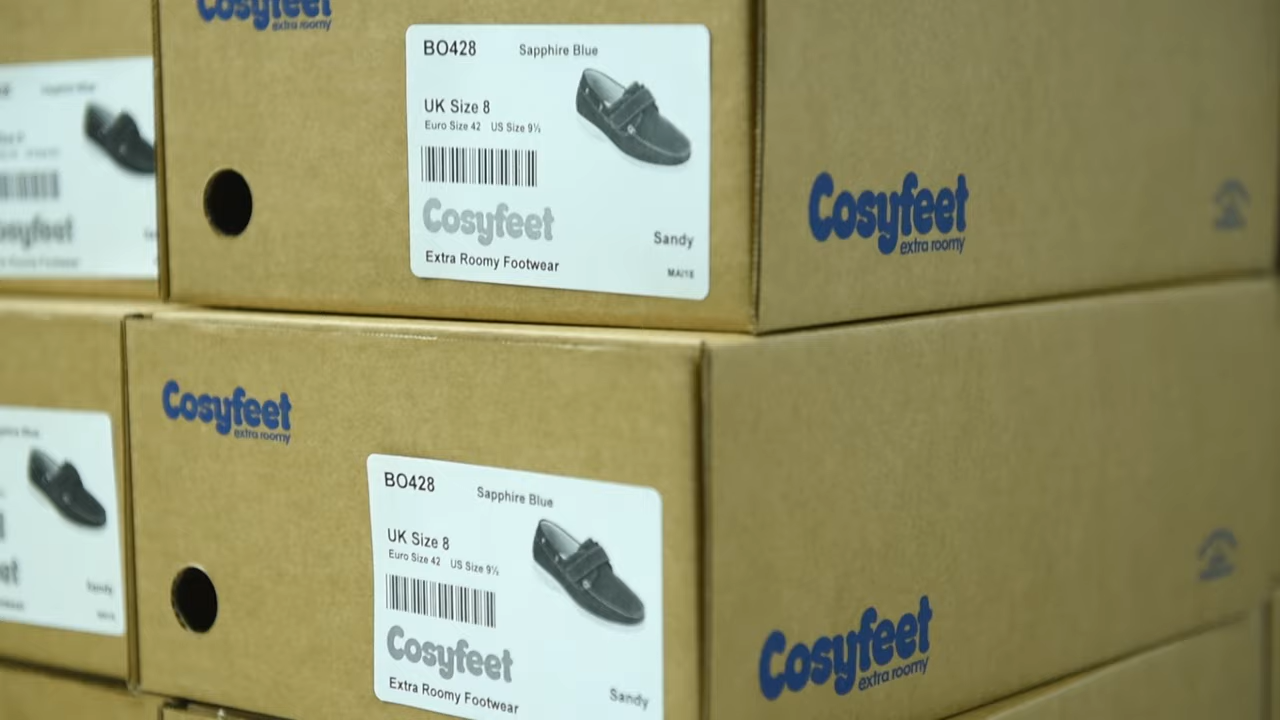 Cosyfeet
extra roomy
BO428 Sapphire Blue
UK Size 8
Euro Size 42 US Size 9½
Cosyfeet
Sandy
Extra Roomy Footwear
MAI18
Cosyfeet
extra roomy
Cosyfeet
extra roomy
BO428 Sapphire Blue
UK Size 8
Euro Size 42 US Size 9½
Cosyfeet
Extra Roomy Footwear
Sandy
Cosyfeet
extra roomy
Sandy